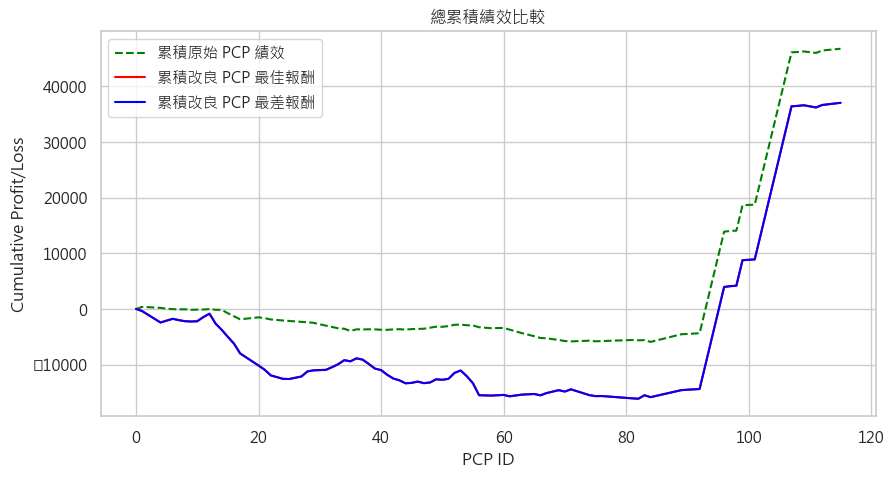 總累積績效比較
累積原始 PCP 績效
累積改良 PCP 最佳報酬
累積改良 PCP 最差報酬
Cumulative Profit/Loss
40000
30000
20000
10000
0
□10000
0 20 40 60 80 100 120
PCP ID